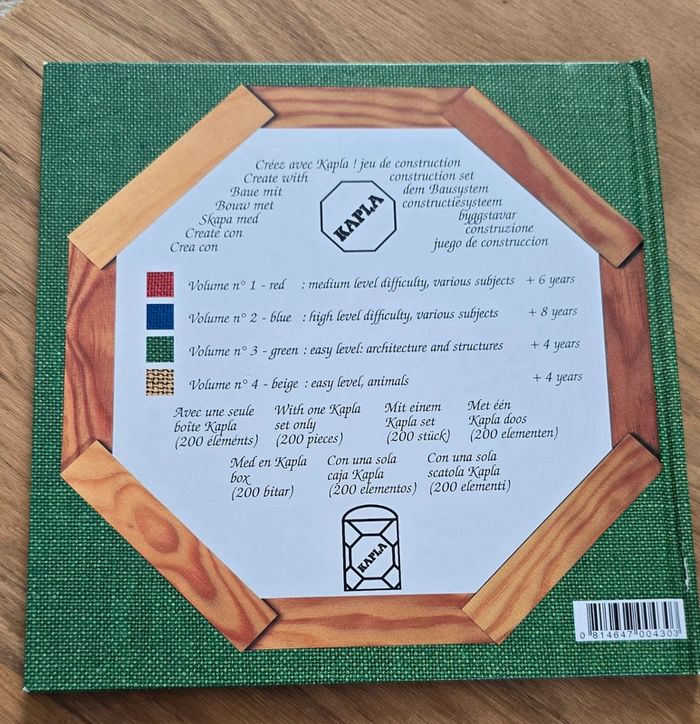 Créez avec Kapla ! jeu de construction
Create with construction set
Baue mit dem Bausystem
Bouw met constructiesysteem
Skapa med byggstavar
Create con construzione
Crea con juego de construccion
KAPLA
Volume n° 1 - red : medium level difficulty, various subjects + 6 years
Volume n° 2 - blue : high level difficulty, various subjects + 8 years
Volume n° 3 - green : easy level: architecture and structures + 4 years
Volume n° 4 - beige : easy level, animals + 4 years
Avec une seule
boite Kapla
(200 éléménts)
With one Kapla
set only
(200 pieces)
Mit einem
Kapla set
(200 stück)
Met één
Kapla doos
(200 elementen)
Med en Kapla
box
(200 bitar)
Con una sola
caja Kapla
(200 elementos)
Con una sola
scatola Kapla
(200 elementi)
KAPLA
0 814647 004303